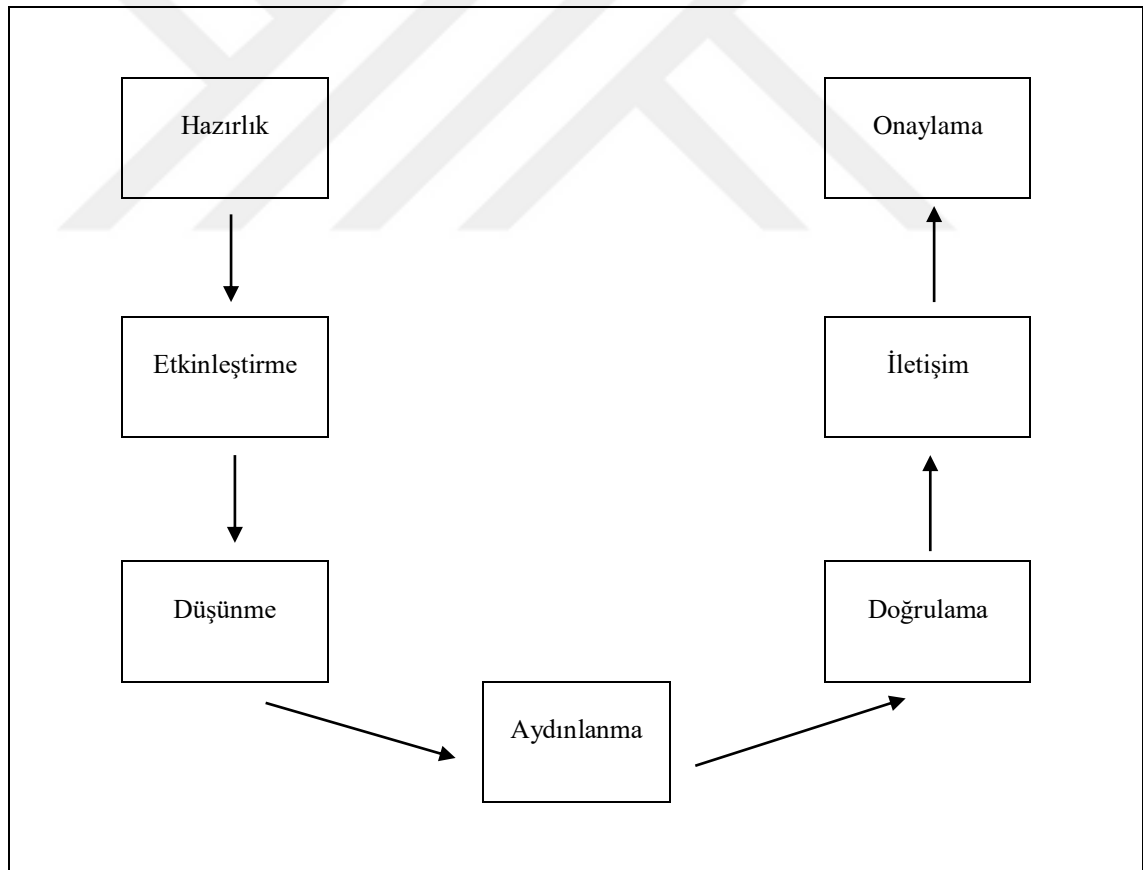 Hazırlık
Etkinleştirme
Düşünme
Aydınlanma
Doğrulama
İletişim
Onaylama